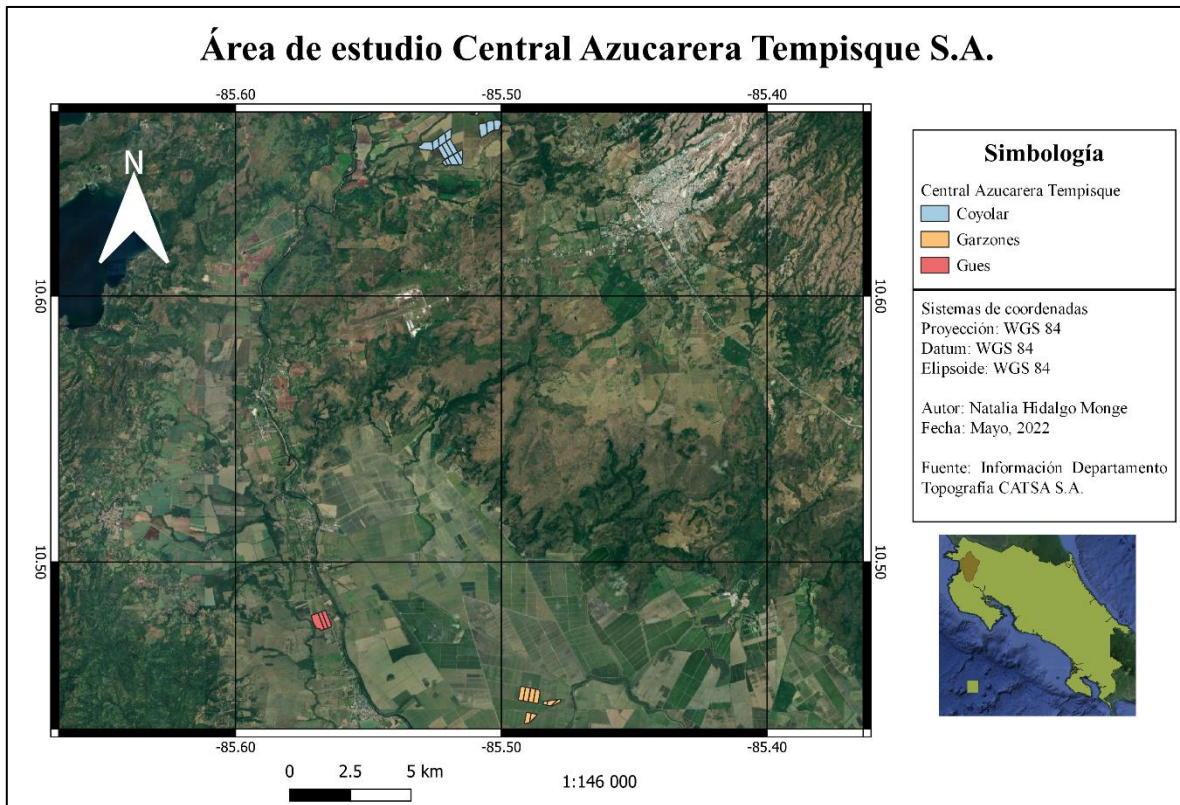 Área de estudio Central Azucarera Tempisque S.A.
-85.60 -85.50 -85.40
N
10.60 10.60
10.50 10.50
-85.60 -85.50 -85.40
0 2.5 5 km
1:146 000
Simbología
Central Azucarera Tempisque
Coyolar
Garzones
Gues
Sistemas de coordenadas
Proyección: WGS 84
Datum: WGS 84
Elipsoide: WGS 84
Autor: Natalia Hidalgo Monge
Fecha: Mayo, 2022
Fuente: Información Departamento
Topografía CATSA S.A.